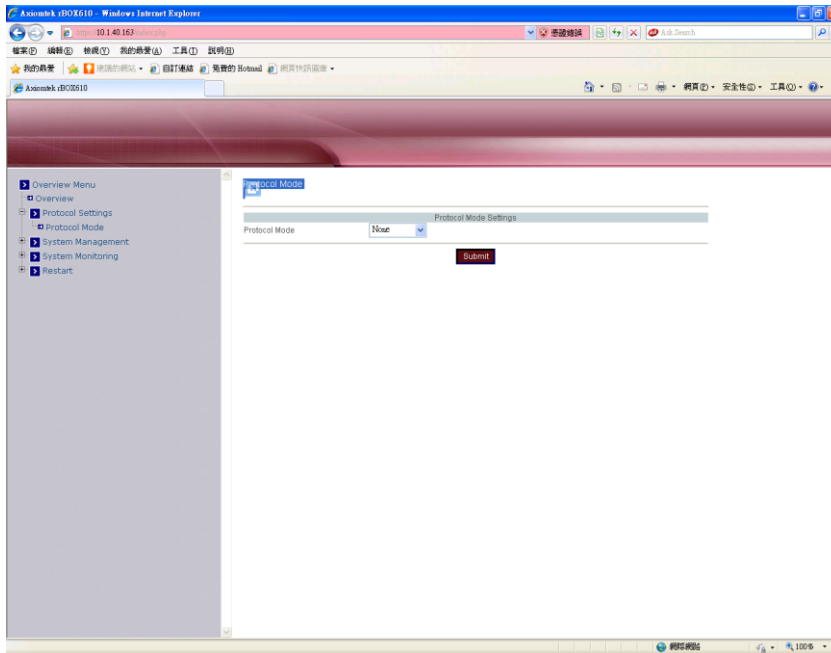 Axiomtek rBOX610 - Windows Internet Explorer
https://10.1.40.163/index.php
憑證錯誤
Ask Search
檔案(F) 編輯(E) 檢視(V) 我的最愛(A) 工具(T) 說明(H)
我的最愛 建議的網站 自訂連結 免費的 Hotmail 網頁快訊圖庫
Axiomtek rBOX610
網頁(P) 安全性(S) 工具(O)
Overview Menu
Overview
Protocol Settings
Protocol Mode
System Management
System Monitoring
Restart
Protocol Mode
Protocol Mode Settings
Protocol Mode None
Submit
網際網路 100%